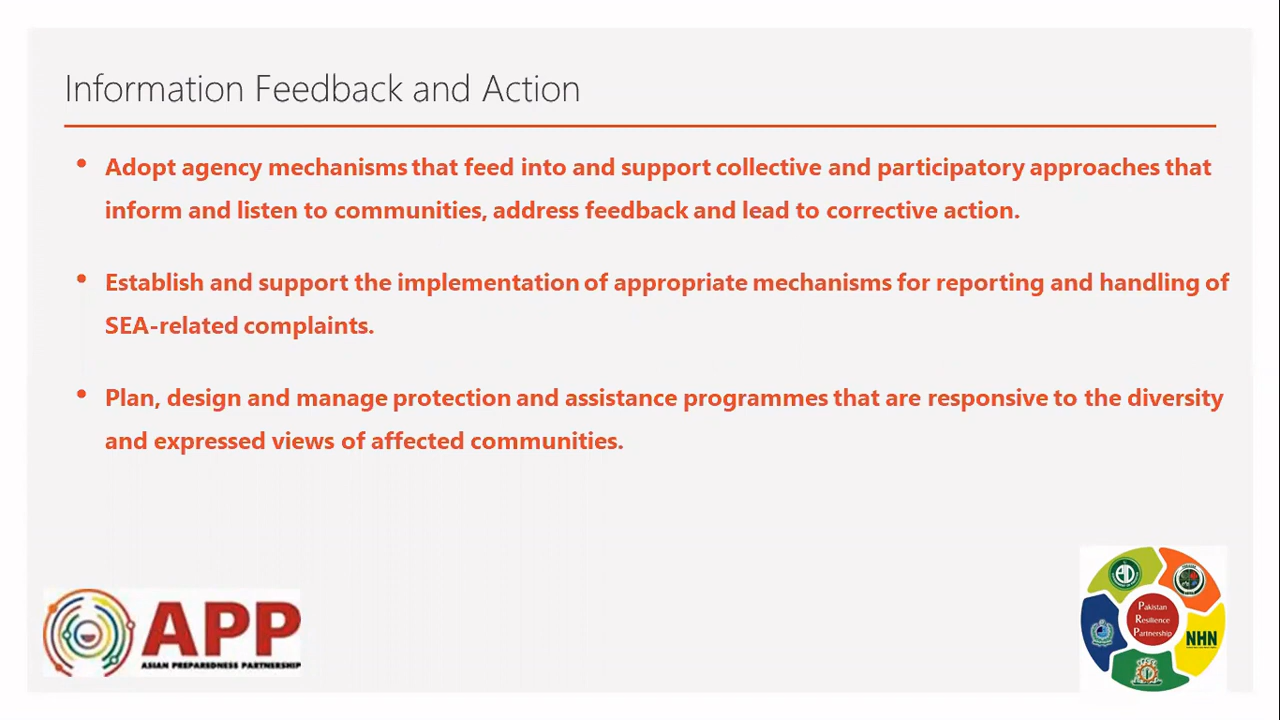 Information Feedback and Action
• Adopt agency mechanisms that feed into and support collective and participatory approaches that
inform and listen to communities, address feedback and lead to corrective action.
• Establish and support the implementation of appropriate mechanisms for reporting and handling of
SEA-related complaints.
• Plan, design and manage protection and assistance programmes that are responsive to the diversity
and expressed views of affected communities.
APP
ASIAN PREPAREDNESS PARTNERSHIP
Pakistan
Resilience
Partnership
NHN